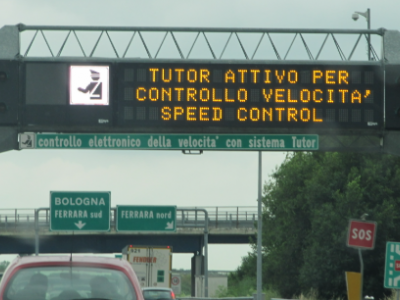 TUTOR ATTIVO PER
CONTROLLO VELOCITA'
SPEED CONTROL
controllo elettronico della velocita' con sistema Tutor
BOLOGNA
FERRARA sud
FERRARA nord
SOS